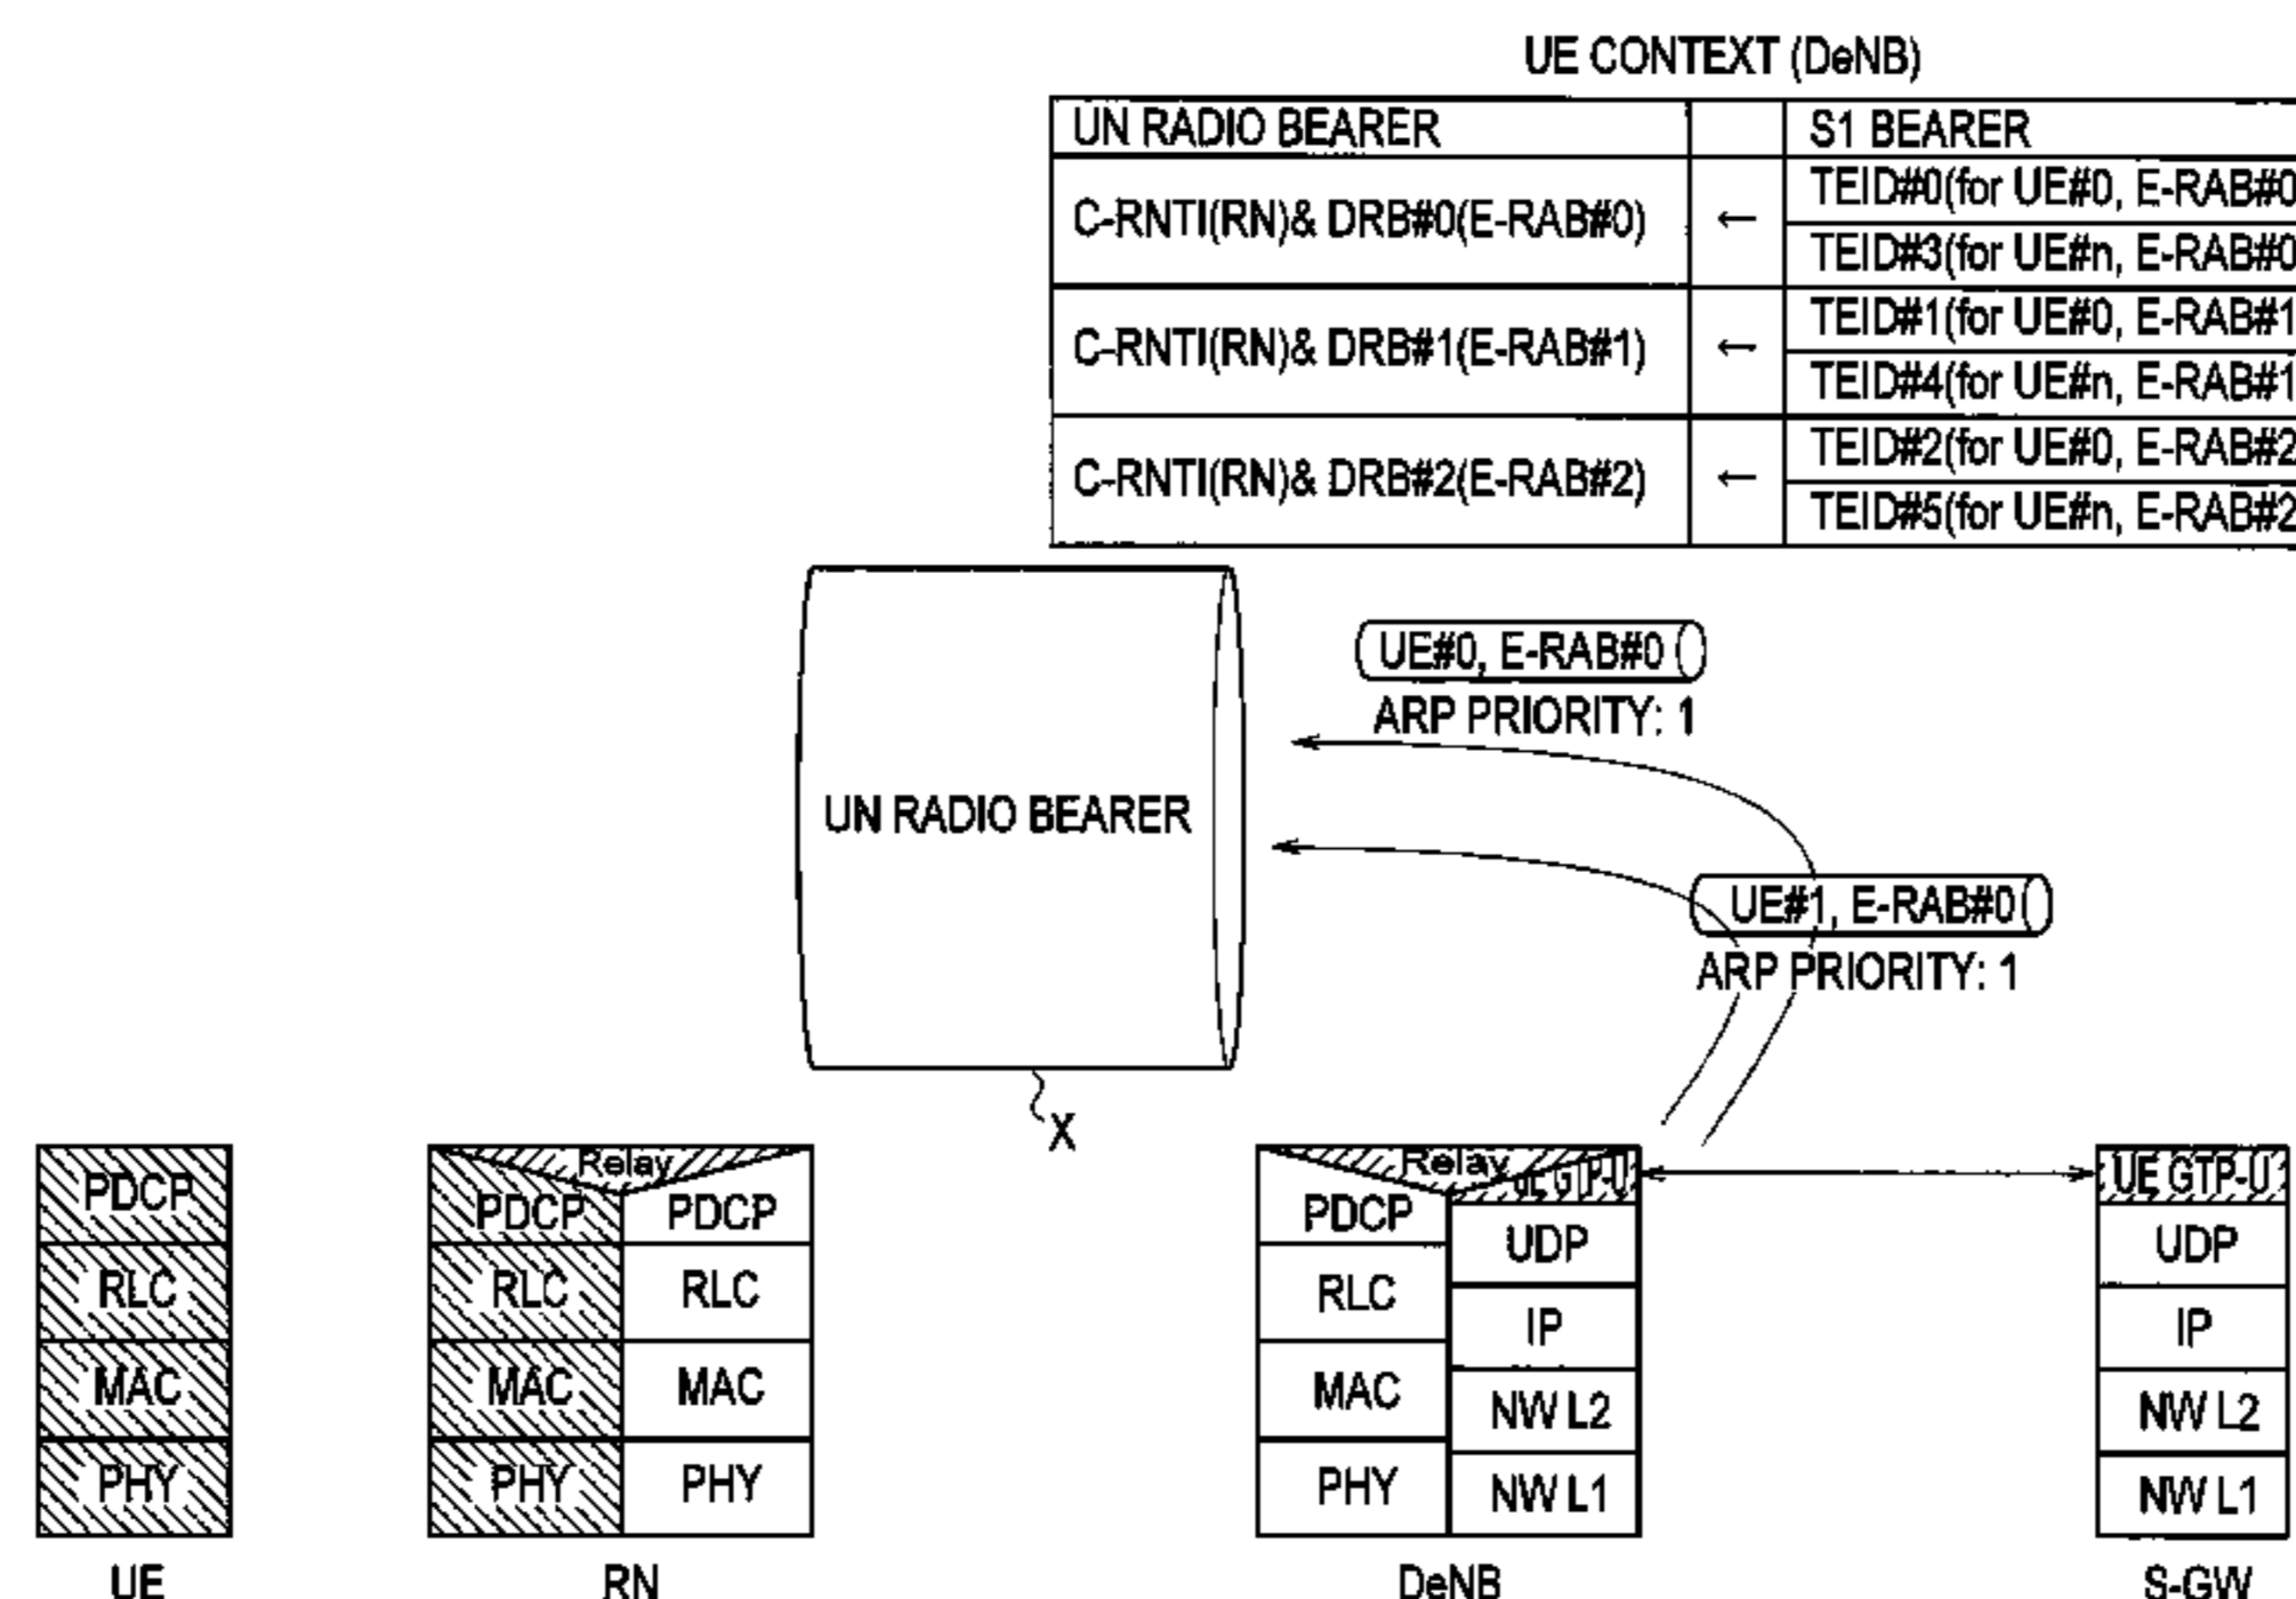 UE CONTEXT (DeNB)
UN RADIO BEARER S1 BEARER
C-RNTI(RN)& DRB#0(E-RAB#0) ← TEID#0(for UE#0, E-RAB#0
TEID#3(for UE#n, E-RAB#0
C-RNTI(RN)& DRB#1(E-RAB#1) ← TEID#1(for UE#0, E-RAB#1
TEID#4(for UE#n, E-RAB#1
C-RNTI(RN)& DRB#2(E-RAB#2) ← TEID#2(for UE#0, E-RAB#2
TEID#5(for UE#n, E-RAB#2
UE#0, E-RAB#0
ARP PRIORITY: 1
UN RADIO BEARER
UE#1, E-RAB#0
ARP PRIORITY: 1
X
PDCP
RLC
MAC
PHY
UE
Relay
PDCP PDCP
RLC RLC
MAC MAC
PHY PHY
RN
Relay
UE GTP-U
PDCP
RLC
MAC
PHY
UDP
IP
NW L2
NW L1
DeNB
UE GTP-U
UDP
IP
NW L2
NW L1
S-GW